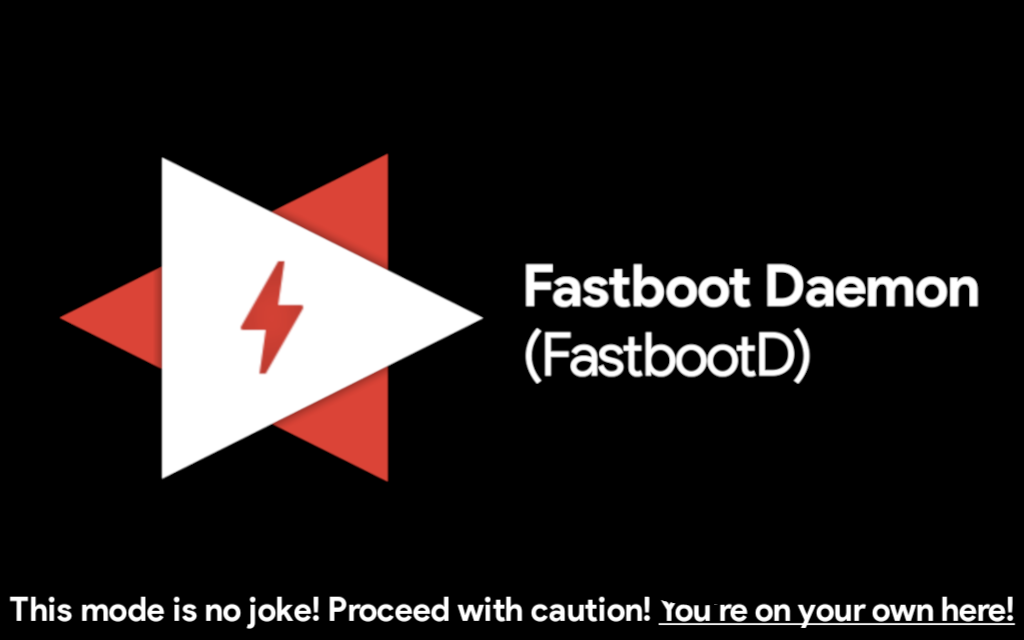 Fastboot Daemon
(FastbootD)
This mode is no joke! Proceed with caution! You're on your own here!